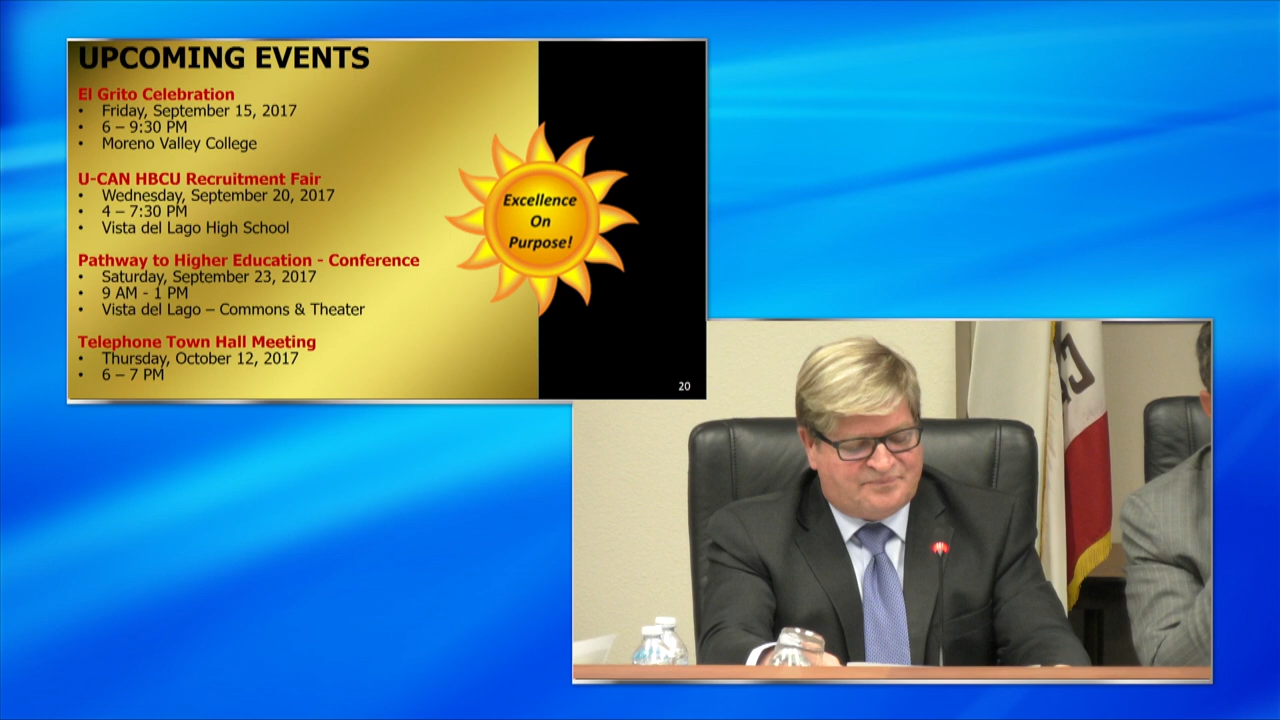 UPCOMING EVENTS
El Grito Celebration
• Friday, September 15, 2017
• 6 – 9:30 PM
• Moreno Valley College
U-CAN HBCU Recruitment Fair
• Wednesday, September 20, 2017
• 4 – 7:30 PM
• Vista del Lago High School
Pathway to Higher Education - Conference
• Saturday, September 23, 2017
• 9 AM - 1 PM
• Vista del Lago – Commons & Theater
Telephone Town Hall Meeting
• Thursday, October 12, 2017
• 6 – 7 PM
Excellence
On
Purpose!
20